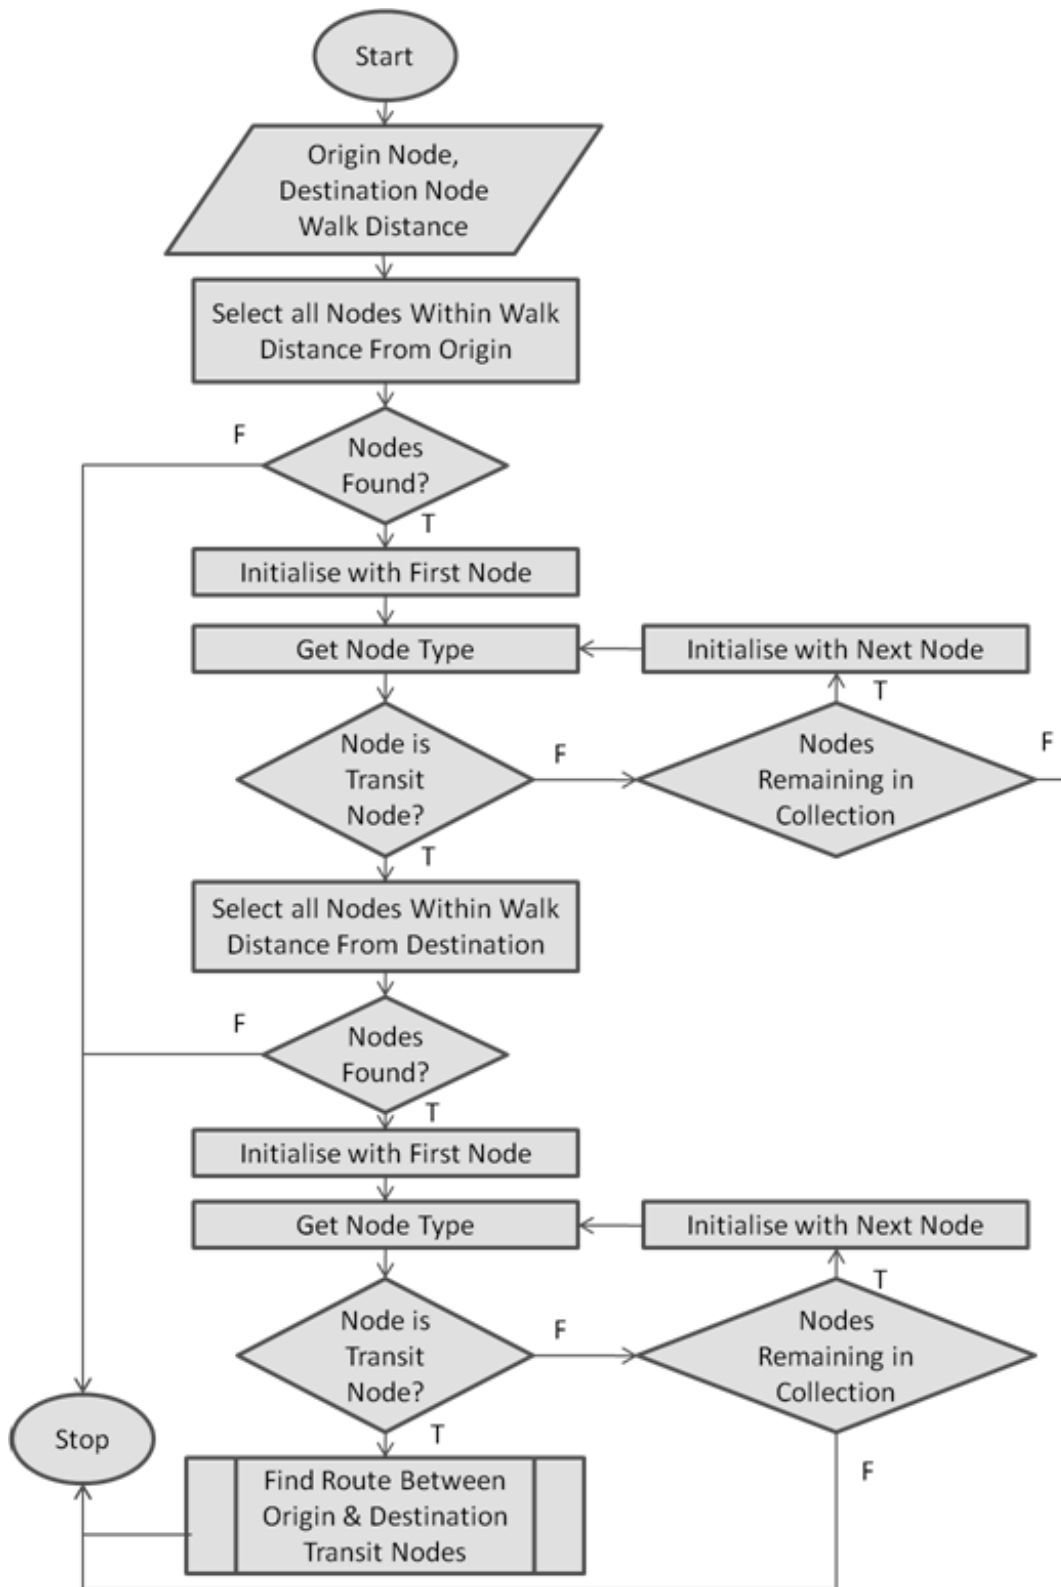 Start
Origin Node,
Destination Node
Walk Distance
Select all Nodes Within Walk
Distance From Origin
F
Nodes
Found?
T
Initialise with First Node
Get Node Type
Initialise with Next Node
T
Node is
Transit
Node?
F
Nodes
Remaining in
Collection
F
T
Select all Nodes Within Walk
Distance From Destination
F
Nodes
Found?
T
Initialise with First Node
Get Node Type
Initialise with Next Node
T
Node is
Transit
Node?
F
Nodes
Remaining in
Collection
T
F
Stop
Find Route Between
Origin & Destination
Transit Nodes